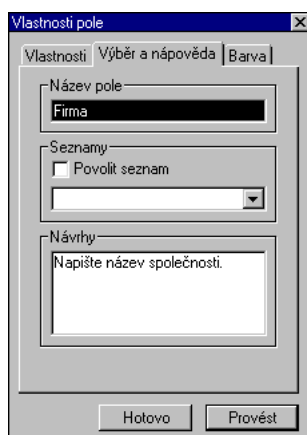 Vlastnosti pole
Vlastnosti Výběr a nápověda Barva
Název pole
Firma
Seznamy
Povolit seznam
Návrhy
Napište název společnosti.
Hotovo Provést